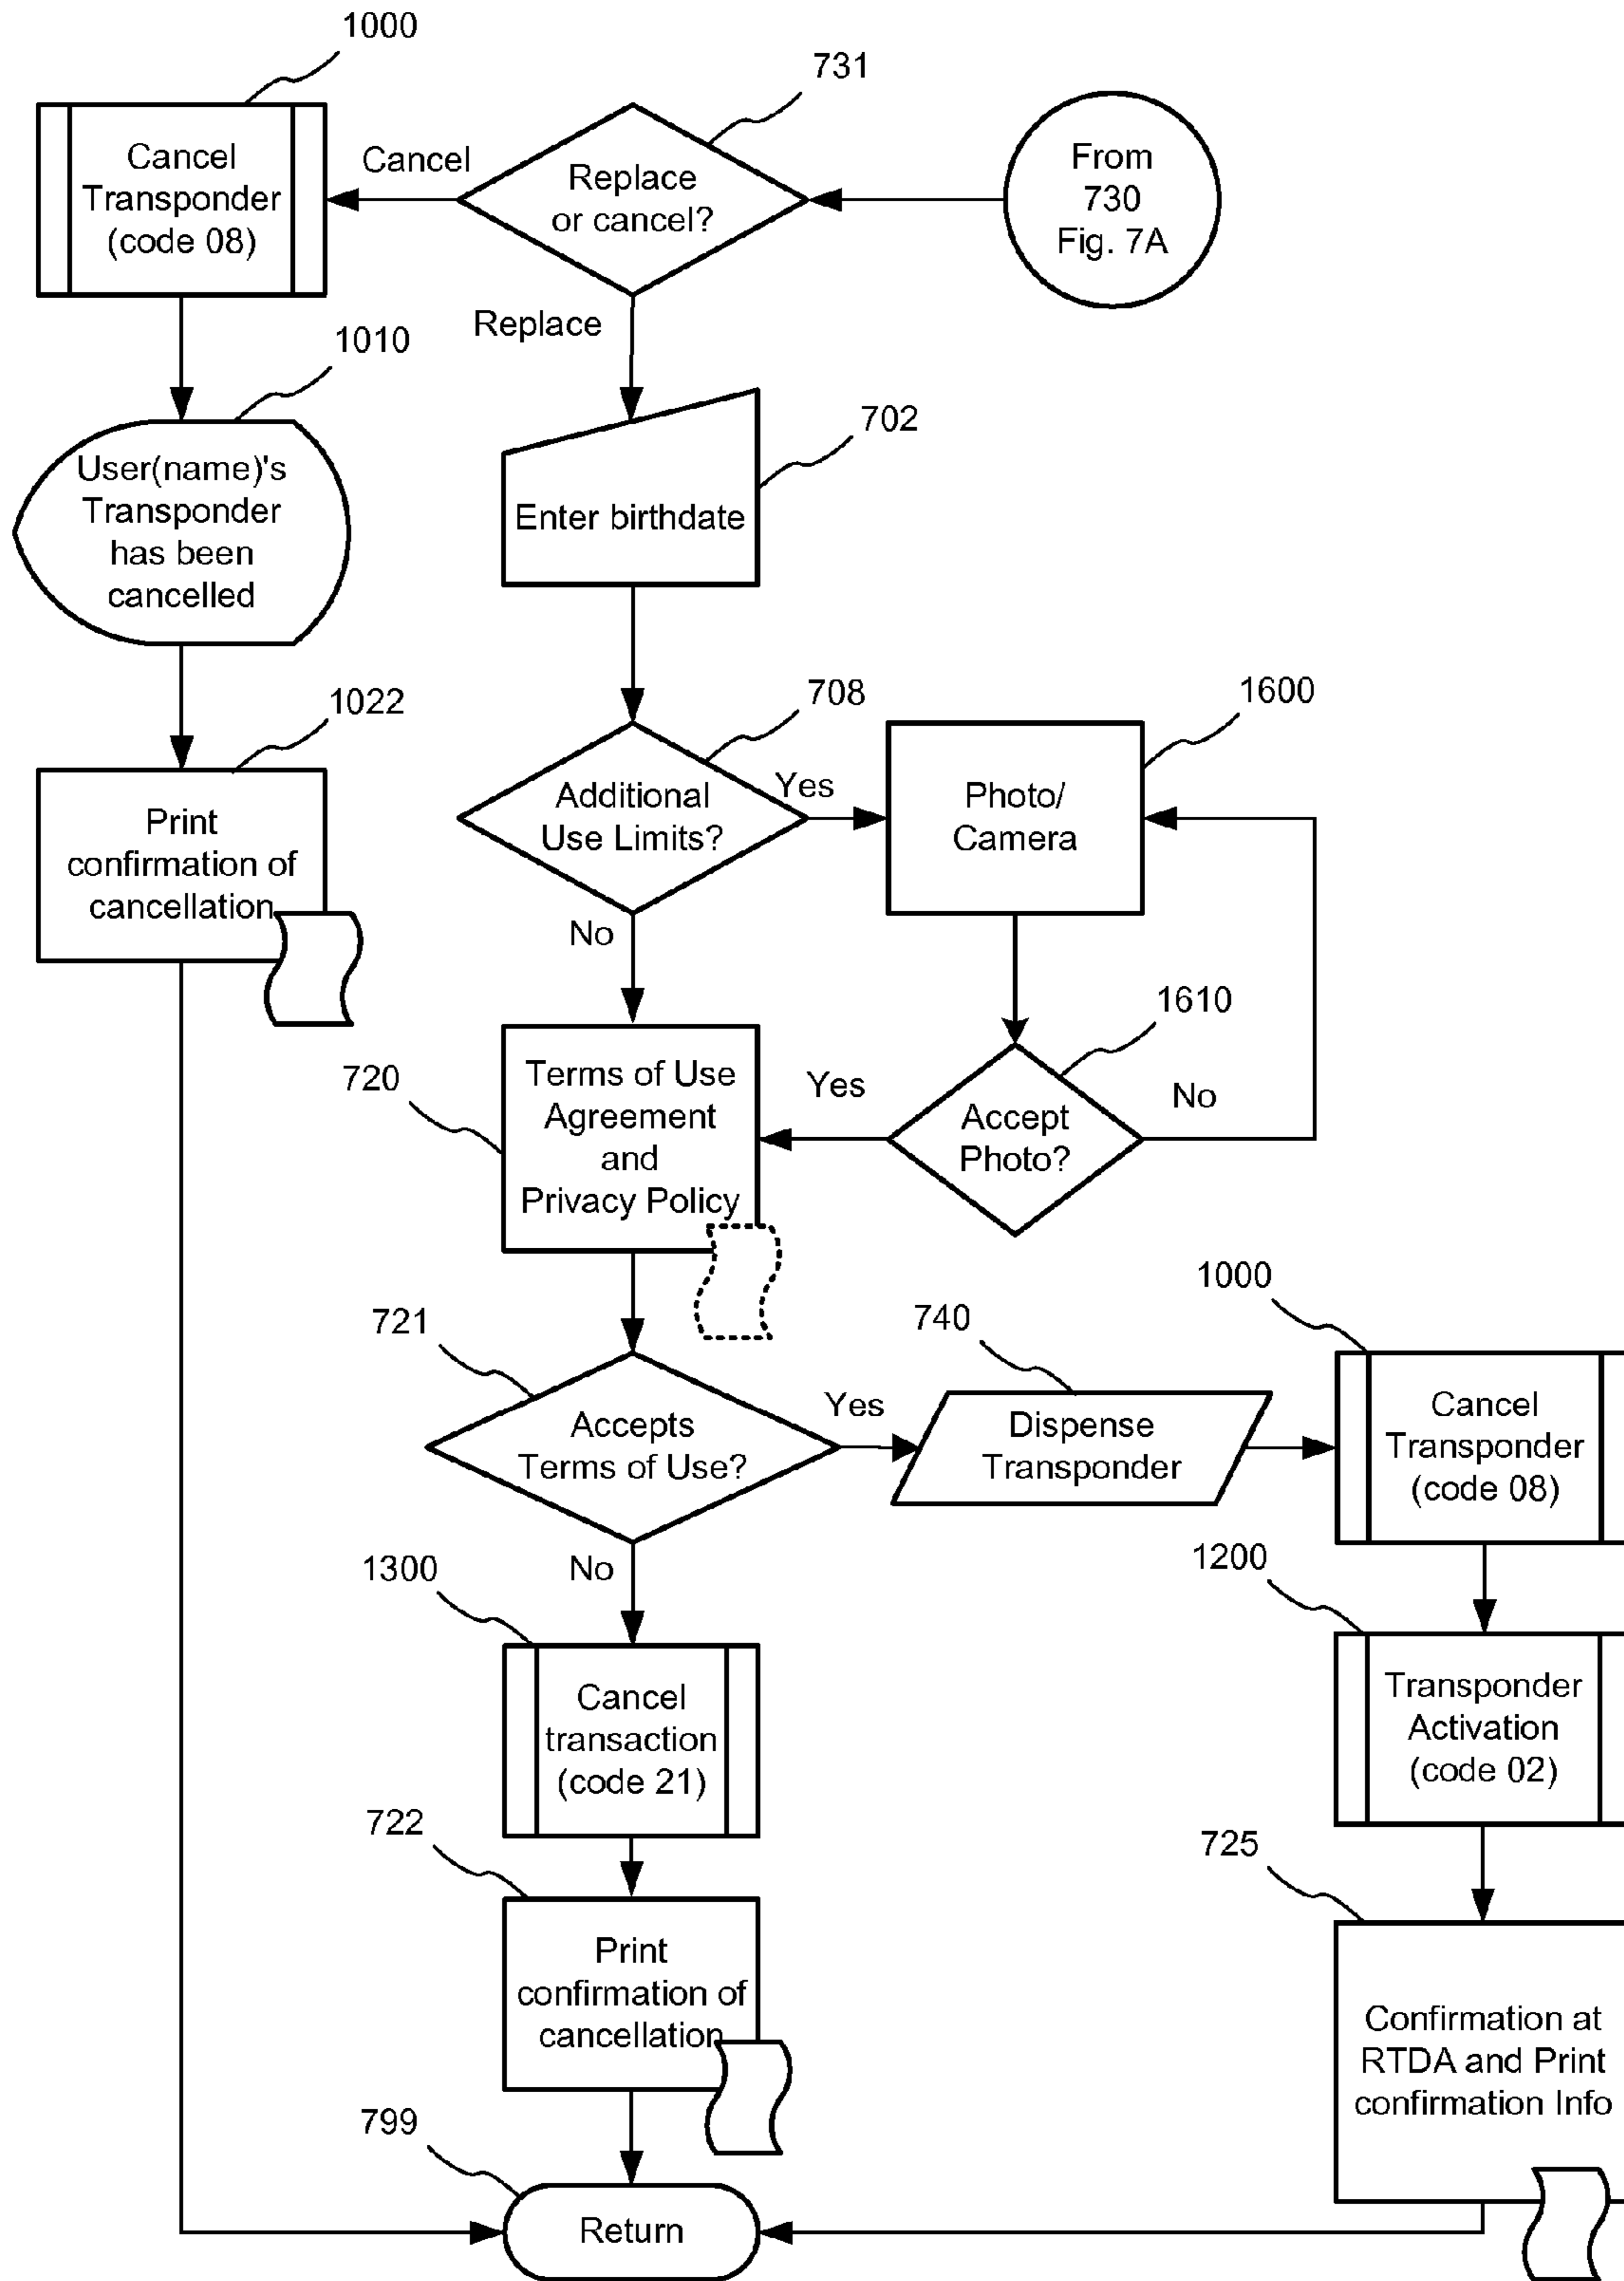 1000
731
Cancel
Transponder
(code 08)
Cancel
Replace
or cancel?
From
730
Fig. 7A
Replace
1010
702
User(name)'s
Transponder
has been
cancelled
Enter birthdate
1022
708
1600
Print
confirmation of
cancellation
Additional
Use Limits?
Yes
Photo/
Camera
No
1610
720
Terms of Use
Agreement
and
Privacy Policy
Yes
Accept
Photo?
No
721
740
1000
Accepts
Terms of Use?
Yes
Dispense
Transponder
Cancel
Transponder
(code 08)
No
1300
1200
Cancel
transaction
(code 21)
Transponder
Activation
(code 02)
722
725
Print
confirmation of
cancellation
Confirmation at
RTDA and Print
confirmation Info
799
Return